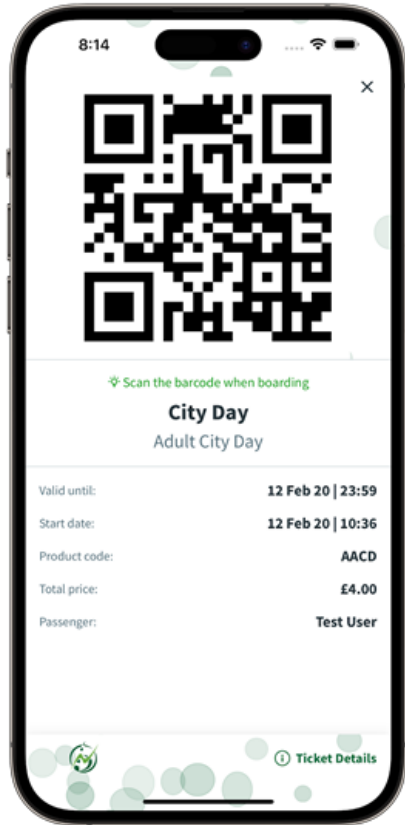 8:14
Scan the barcode when boarding
City Day
Adult City Day
Valid until: 12 Feb 20 | 23:59
Start date: 12 Feb 20 | 10:36
Product code: AACD
Total price: £4.00
Passenger: Test User
Ticket Details